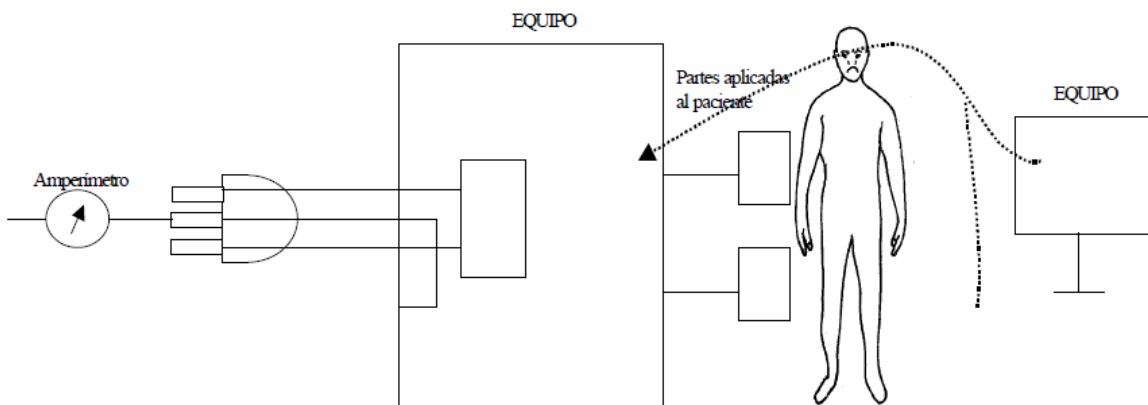 EQUIPO
Partes aplicadas
al paciente
EQUIPO
Amperímetro